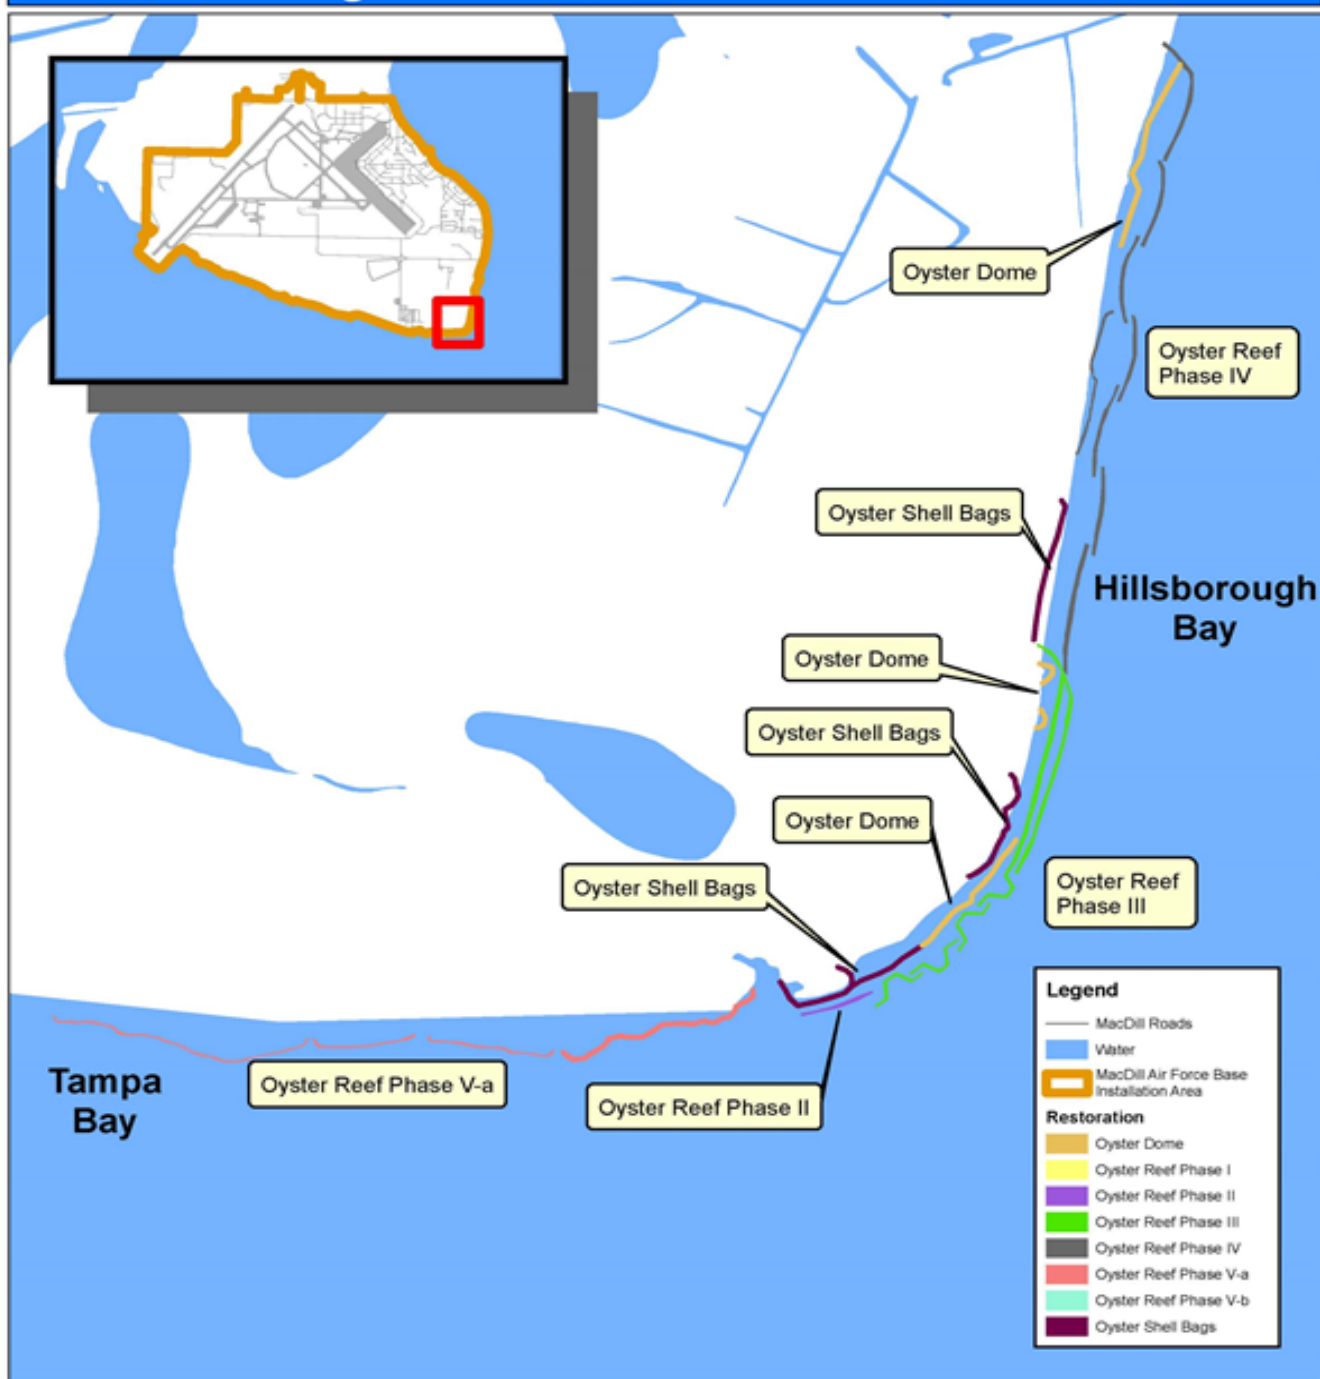 Oyster Dome
Oyster Reef
Phase IV
Oyster Shell Bags
Hillsborough
Bay
Oyster Dome
Oyster Shell Bags
Oyster Dome
Oyster Reef
Phase III
Oyster Shell Bags
Tampa
Bay
Oyster Reef Phase V-a
Oyster Reef Phase II
Legend
MacDill Roads
Water
MacDill Air Force Base
Installation Area
Restoration
Oyster Dome
Oyster Reef Phase I
Oyster Reef Phase II
Oyster Reef Phase III
Oyster Reef Phase IV
Oyster Reef Phase V-a
Oyster Reef Phase V-b
Oyster Shell Bags